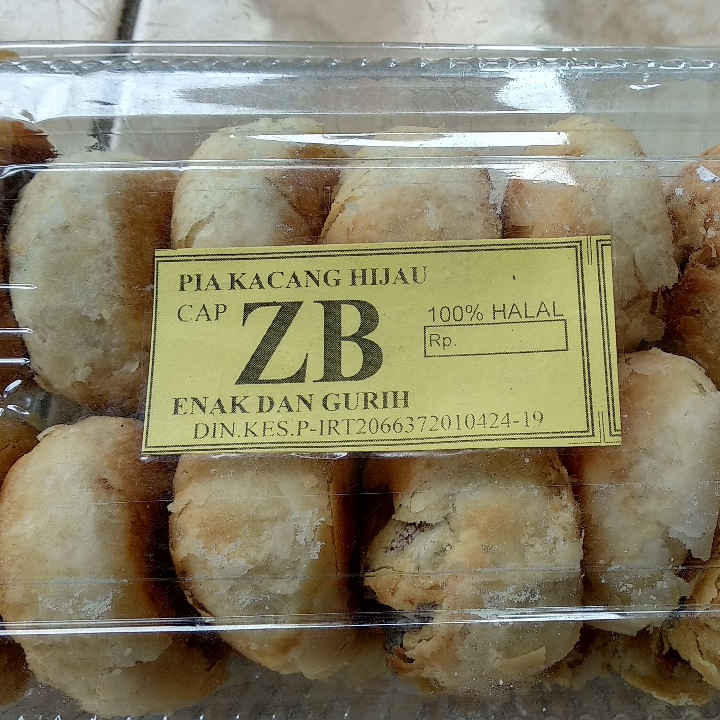 PIA KACANG HIJAU
CAP ZB
100% HALAL
Rp.
ENAK DAN GURIH
DIN.KES.P-IRT2066372010424-19